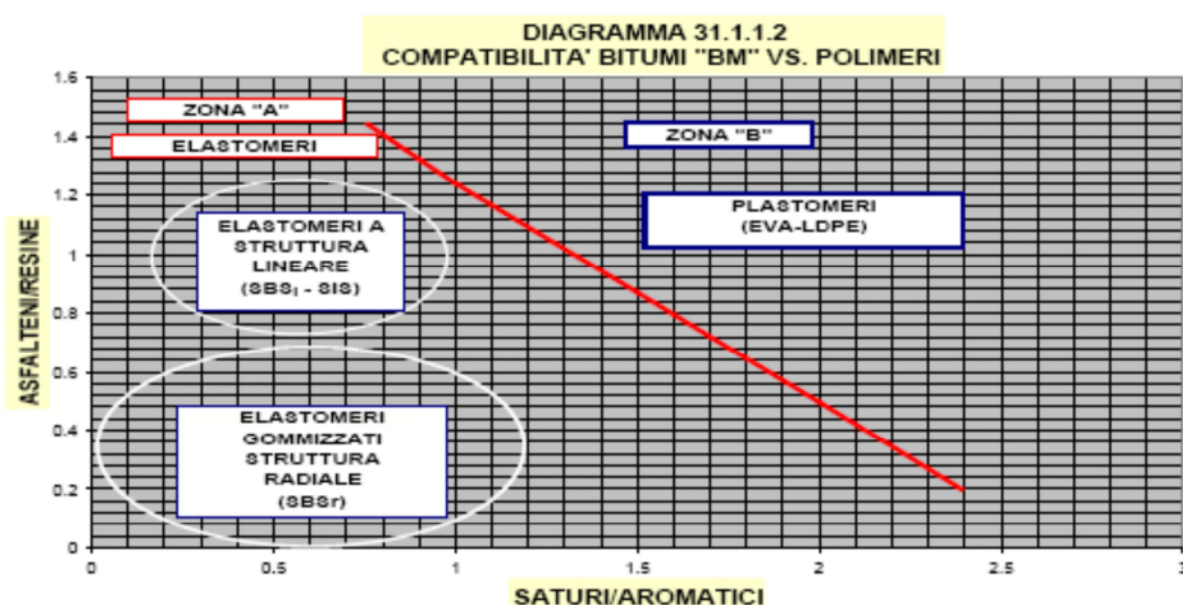 DIAGRAMMA 31.1.1.2
COMPATIBILITA' BITUMI "BM" VS. POLIMERI
ASFALTENI/RESINE
1.6
1.4
1.2
1
0.8
0.6
0.4
0.2
0
ZONA "A"
ELASTOMERI
ELASTOMERI A
STRUTTURA
LINEARE
(SBSl - SIS)
ELASTOMERI
GOMMIZZATI
STRUTTURA
RADIALE
(SBSr)
ZONA "B"
PLASTOMERI
(EVA-LDPE)
0
0.5
1
1.5
2
2.5
3
SATURI/AROMATICI